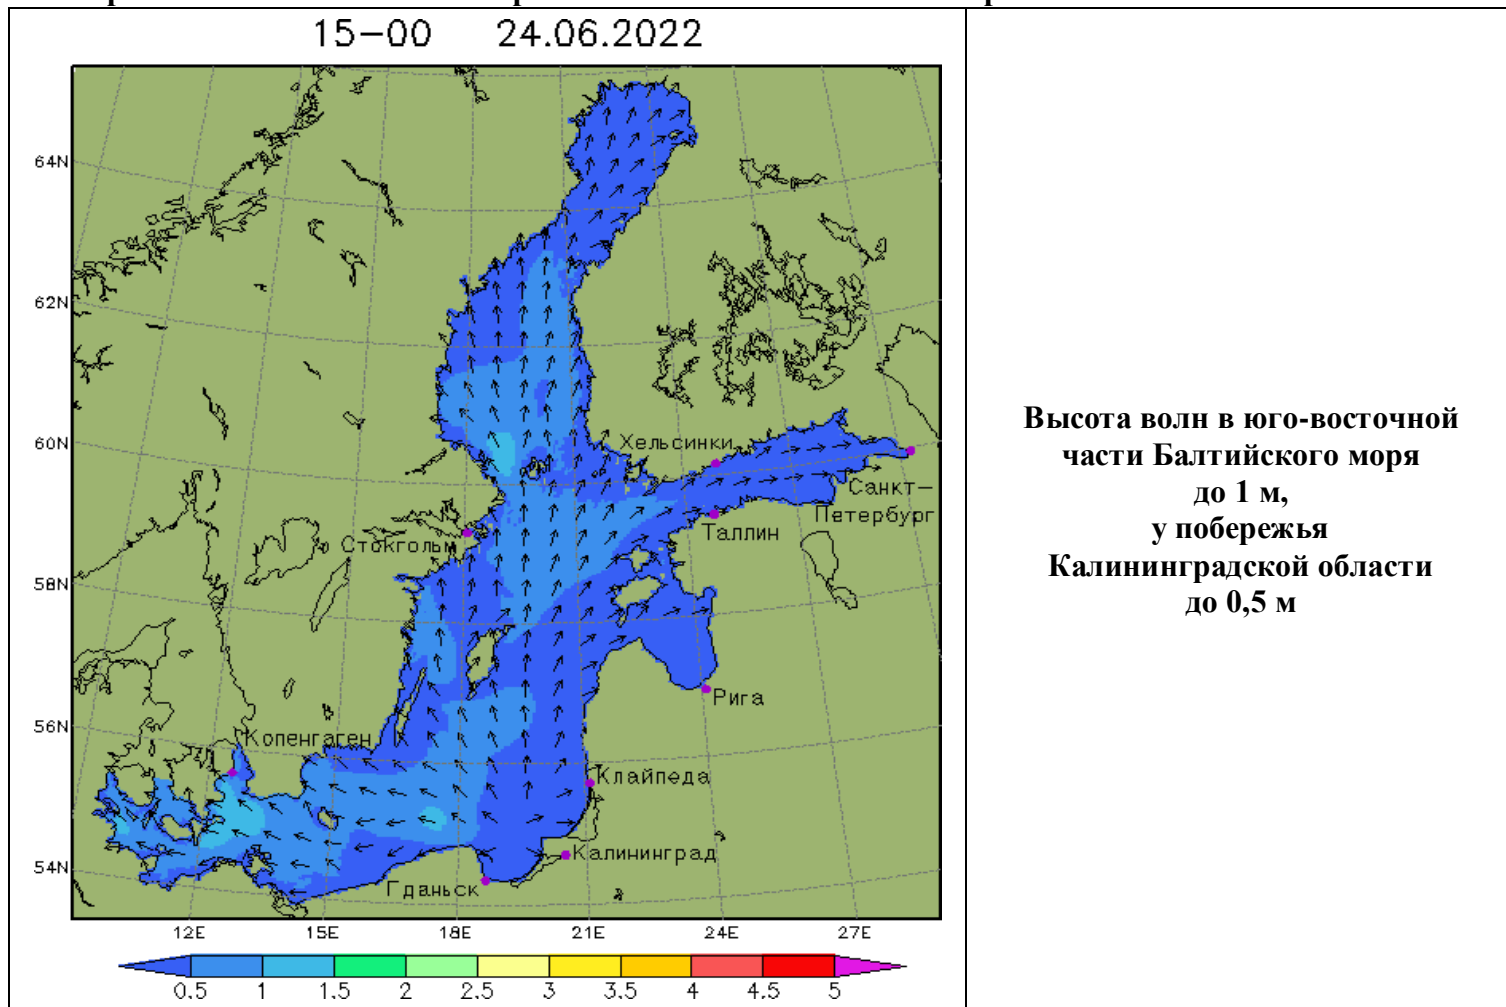 15-00 24.06.2022
64N
62N
60N
58N
56N
54N
Хельсинки
Санкт-
Петербург
Таллин
Стокгольм
Рига
Копенгаген
Клайпеда
Калининград
Гданьск
12E 15E 18E 21E 24E 27E
0.5 1 1.5 2 2.5 3 3.5 4 4.5 5
Высота волн в юго-восточной
части Балтийского моря
до 1 м,
у побережья
Калининградской области
до 0,5 м